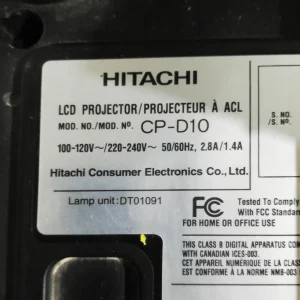 HITACHI
LCD PROJECTOR/PROJECTEUR À ACL
MOD. NO./MOD. Nº. CP-D10
100-120V~/220-240V~ 50/60Hz, 2.8A/1.4A
Hitachi Consumer Electronics Co., Ltd.
Lamp unit: DT01091
S. NO.
/S. Nº.
FC Tested To Comply
With FCC Standar
FOR HOME OR OFFICE USE
THIS CLASS B DIGITAL APPARATUS COM
WITH CANADIAN ICES-003.
CET APPAREIL NUMÉRIQUE DE LA CLASS
EST CONFORME À LA NORME NMB-003